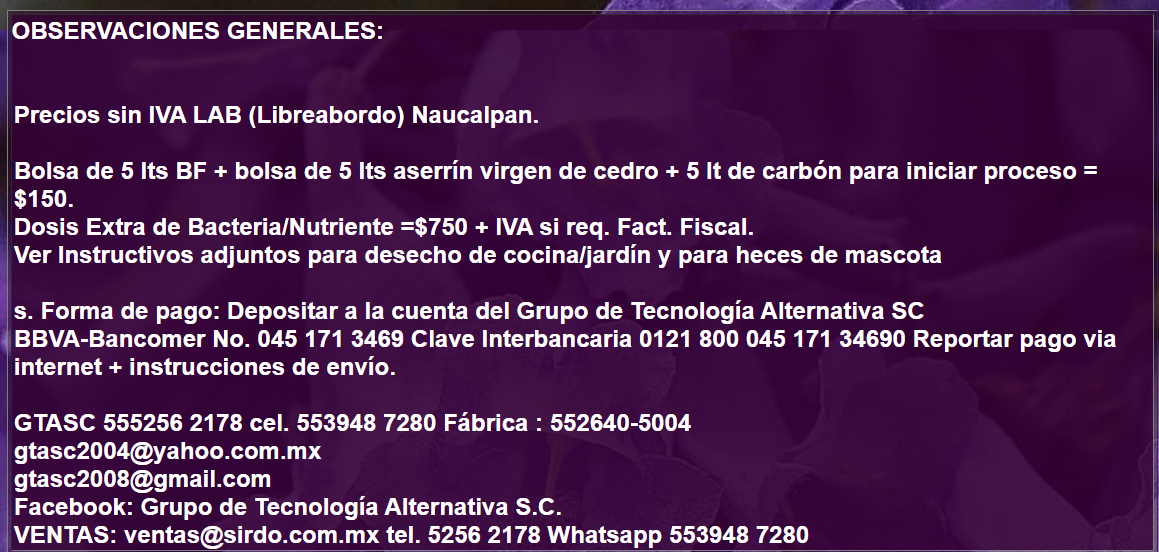 OBSERVACIONES GENERALES:
Precios sin IVA LAB (Libreabordo) Naucalpan.
Bolsa de 5 lts BF + bolsa de 5 lts aserrín virgen de cedro + 5 lt de carbón para iniciar proceso =
$150.
Dosis Extra de Bacteria/Nutriente =$750 + IVA si req. Fact. Fiscal.
Ver Instructivos adjuntos para desecho de cocina/jardín y para heces de mascota
s. Forma de pago: Depositar a la cuenta del Grupo de Tecnología Alternativa SC
BBVA-Bancomer No. 045 171 3469 Clave Interbancaria 0121 800 045 171 34690 Reportar pago via
internet + instrucciones de envío.
GTASC 555256 2178 cel. 553948 7280 Fábrica : 552640-5004
gtasc2004@yahoo.com.mx
gtasc2008@gmail.com
Facebook: Grupo de Tecnología Alternativa S.C.
VENTAS: ventas@sirdo.com.mx tel. 5256 2178 Whatsapp 553948 7280